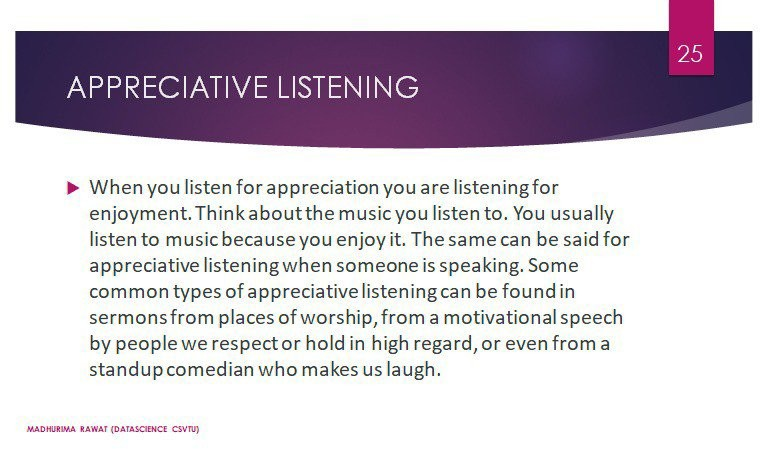 25
APPRECIATIVE LISTENING
When you listen for appreciation you are listening for
enjoyment. Think about the music you listen to. You usually
listen to music because you enjoy it. The same can be said for
appreciative listening when someone is speaking. Some
common types of appreciative listening can be found in
sermons from places of worship, from a motivational speech
by people we respect or hold in high regard, or even from a
standup comedian who makes us laugh.
MADHURIMA RAWAT (DATASCIENCE CSVTU)